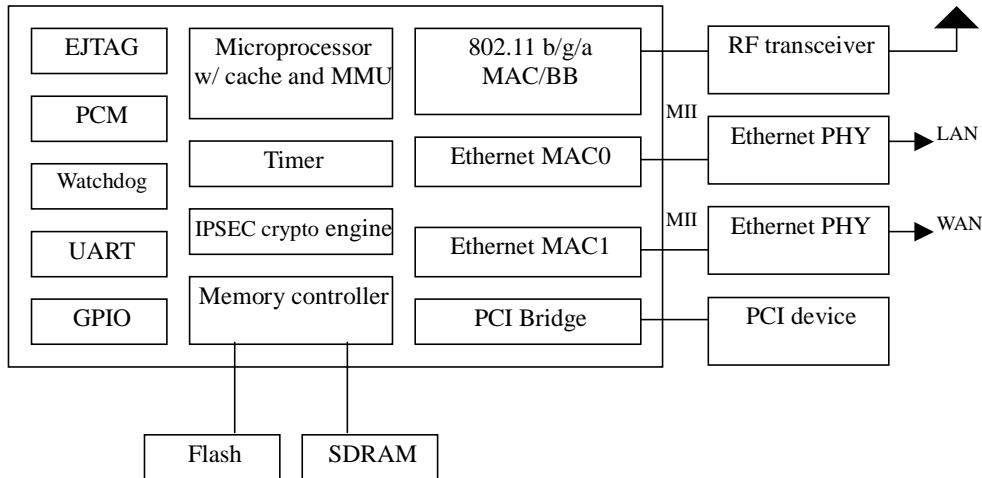 EJTAG
Microprocessor
w/ cache and MMU
802.11 b/g/a
MAC/BB
RF transceiver
PCM
MII
Timer
Ethernet MAC0
Ethernet PHY
LAN
Watchdog
IPSEC crypto engine
MII
Ethernet PHY
WAN
UART
Ethernet MAC1
Memory controller
GPIO
PCI Bridge
PCI device
Flash
SDRAM